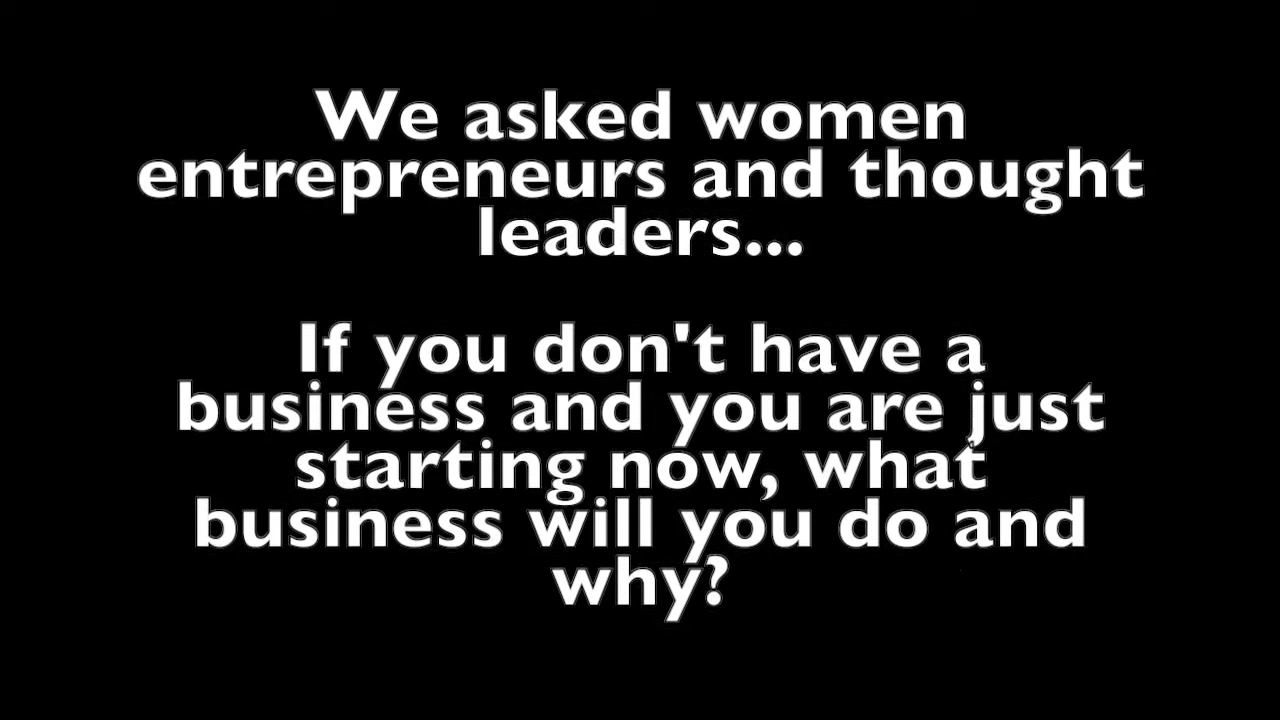 We asked women
entrepreneurs and thought
leaders...
If you don't have a
business and you are just
starting now, what
business will you do and
why?